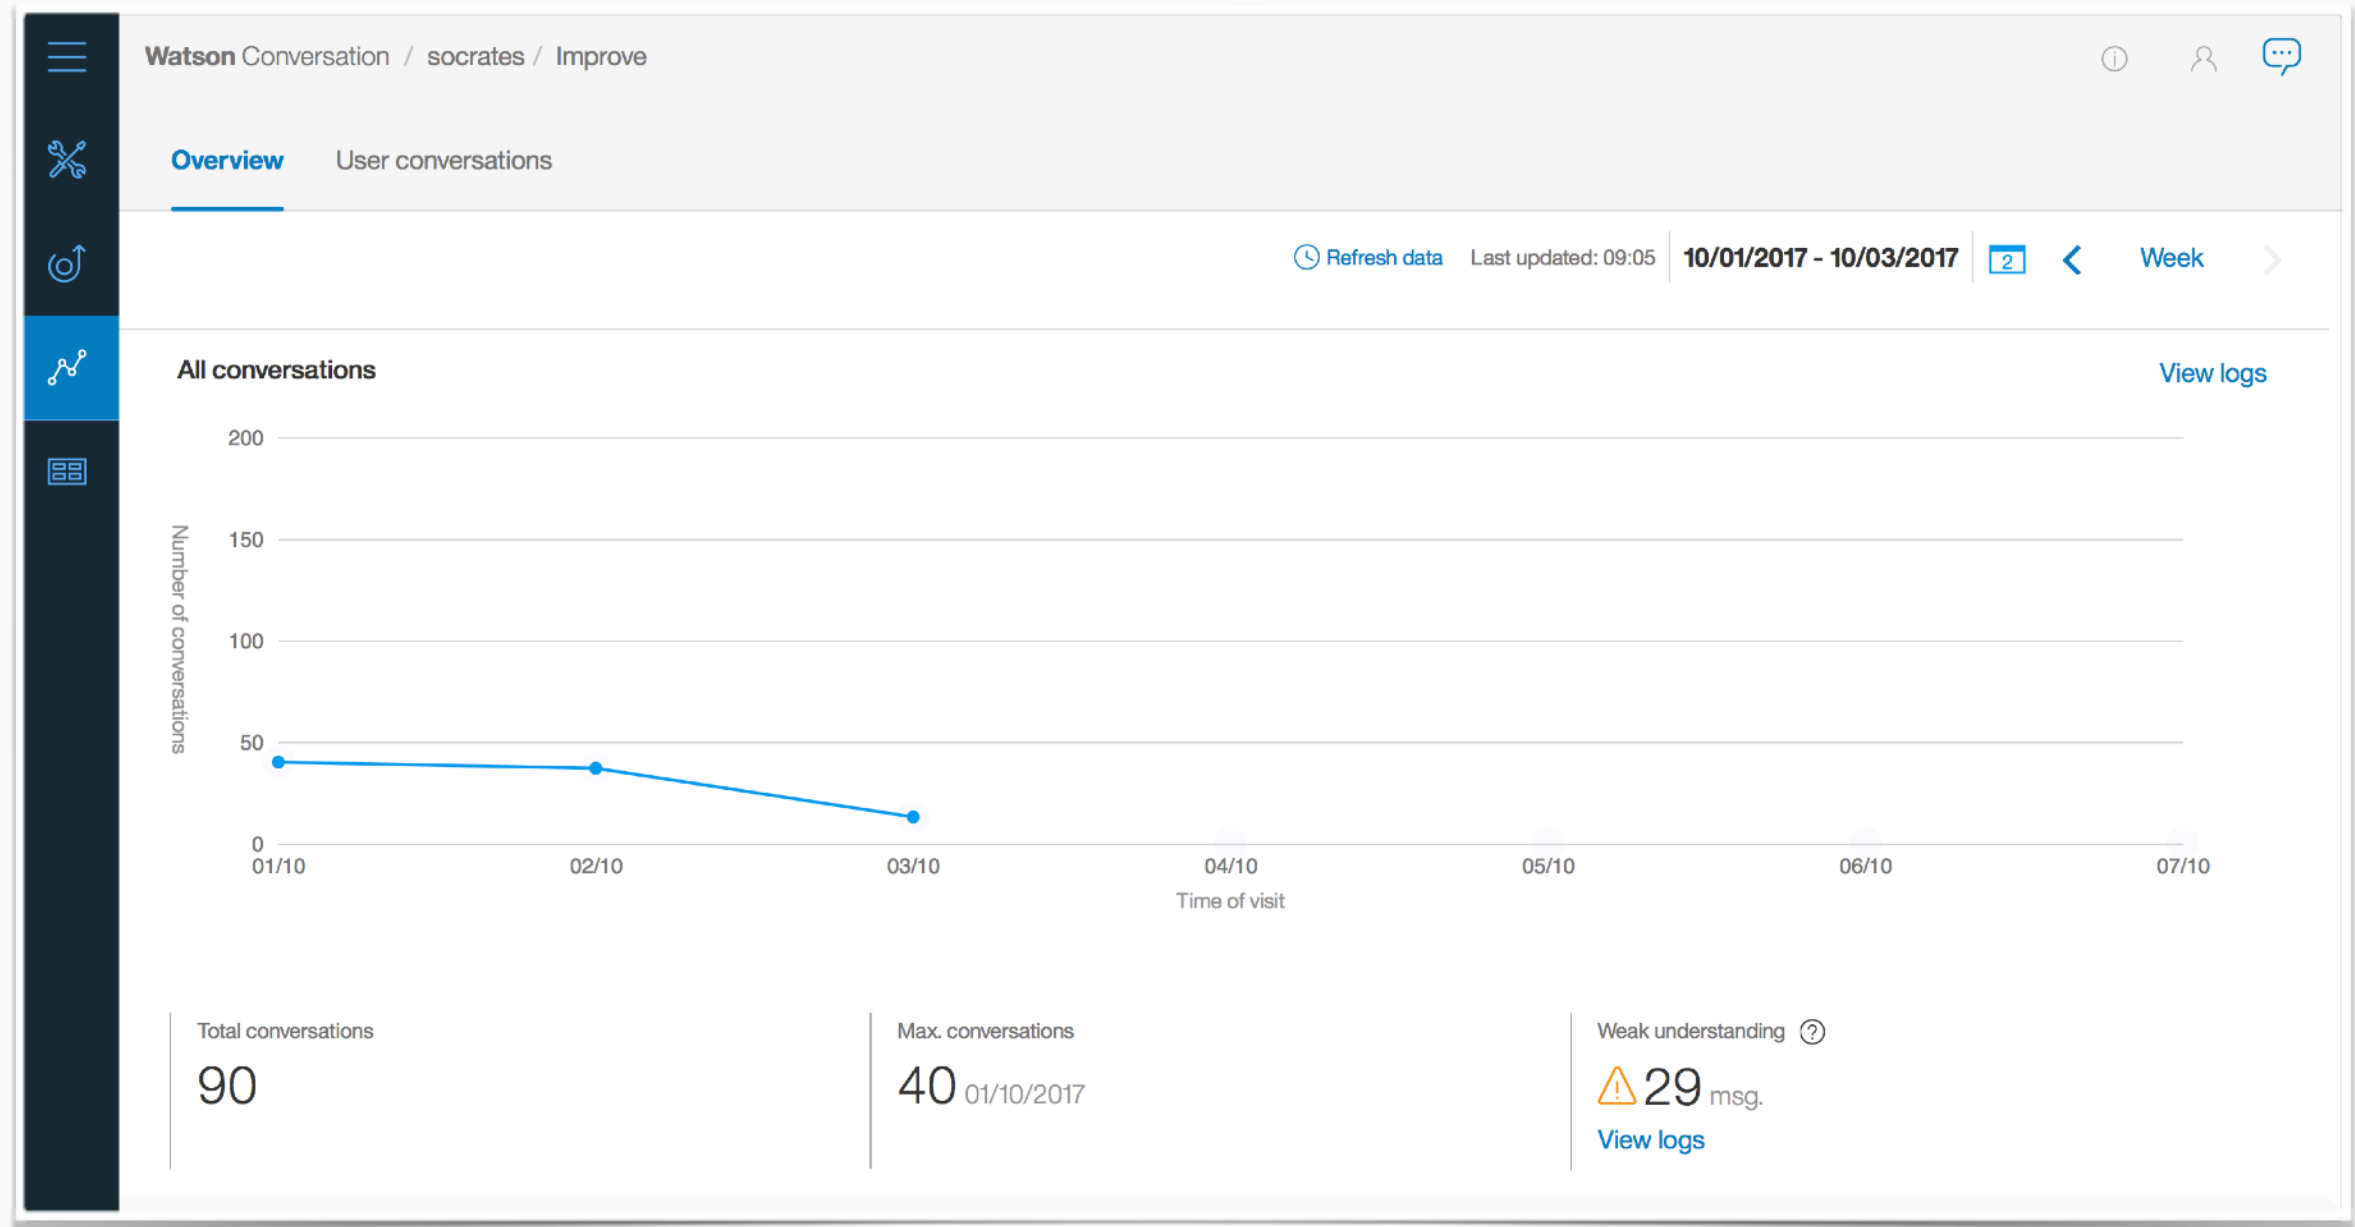 Watson Conversation / socrates / Improve
Overview User conversations
Refresh data Last updated: 09:05 10/01/2017 - 10/03/2017 2 Week
All conversations View logs
200
150
100
50
0
Number of conversations
01/10 02/10 03/10 04/10 05/10 06/10 07/10
Time of visit
Total conversations
90
Max. conversations
40 01/10/2017
Weak understanding ?
29 msg.
View logs